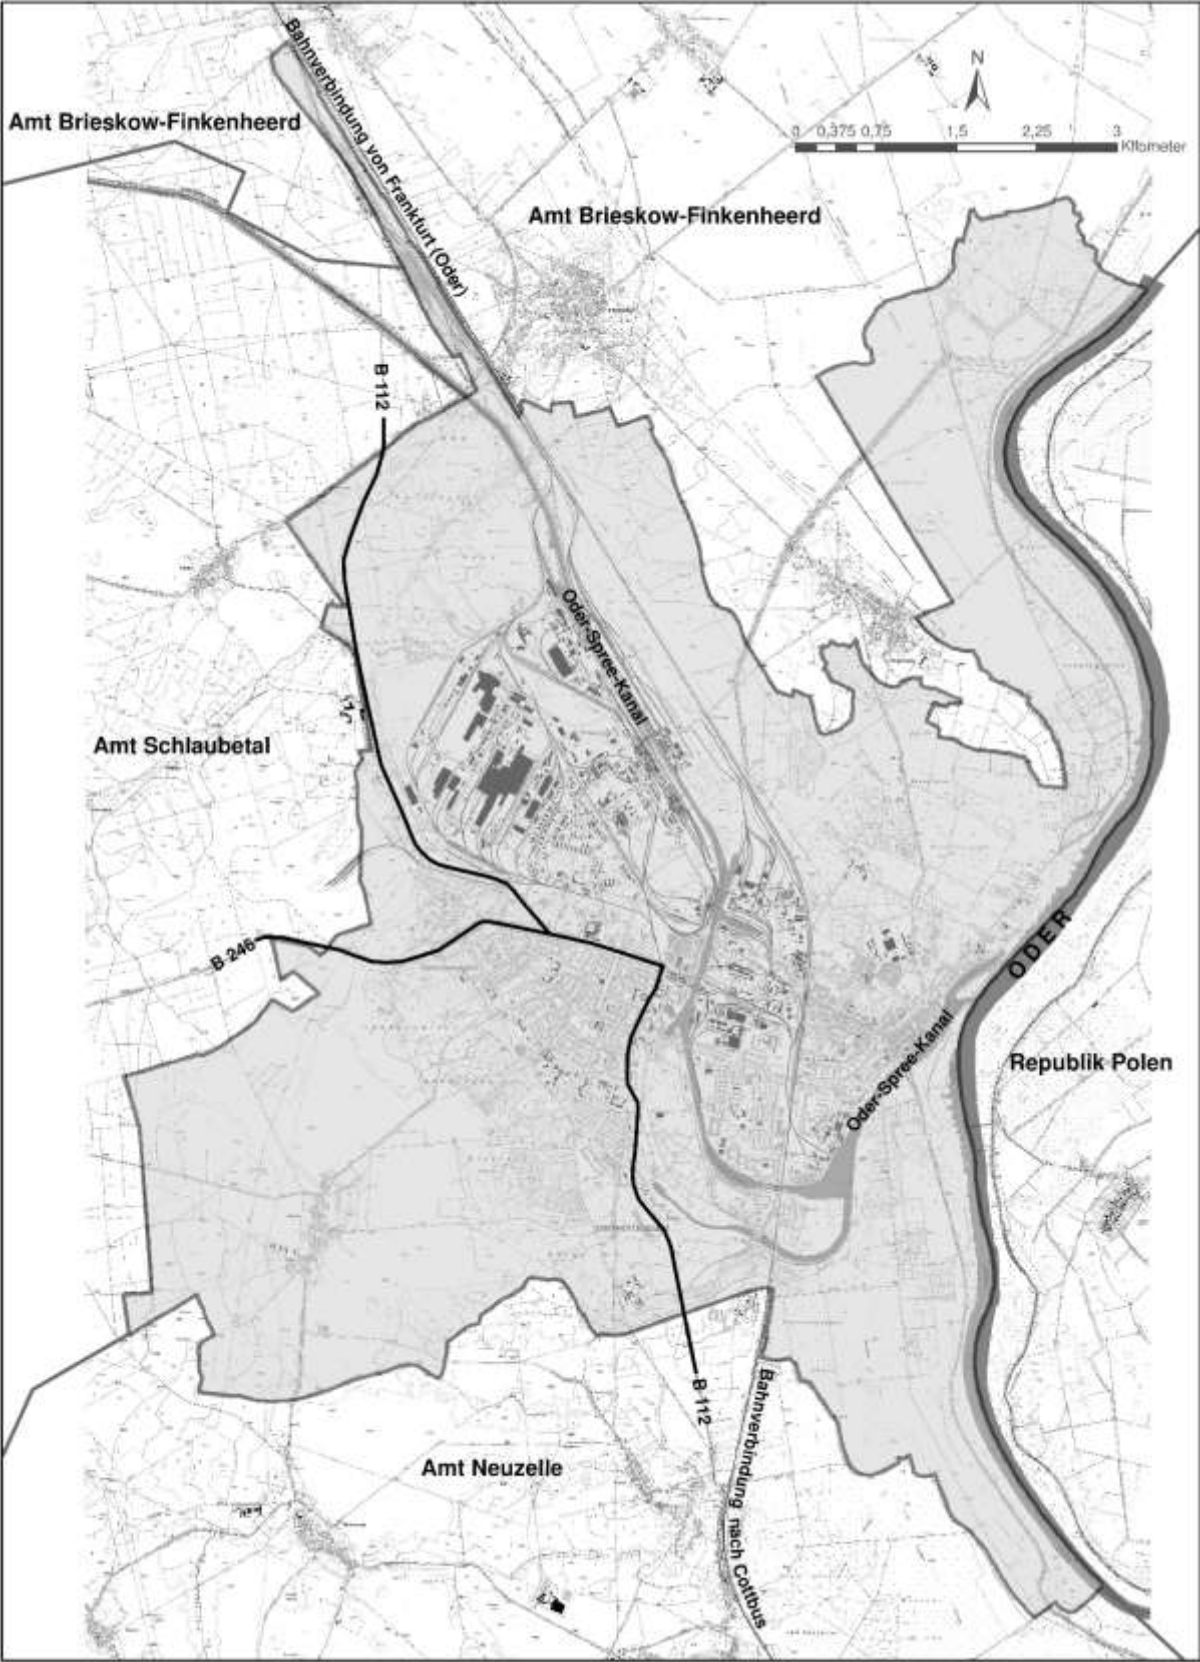 Bahnverbindung von Frankfurt (Oder)
N
Amt Brieskow-Finkenheerd
0 0,375 0,75 1,5 2,25 3
Kilometer
Amt Brieskow-Finkenheerd
B 112
Oder-Spree-Kanal
Amt Schlaubetal
B 246
ODER
Oder-Spree-Kanal
Republik Polen
B 112
Bahnverbindung nach Cottbus
Amt Neuzelle